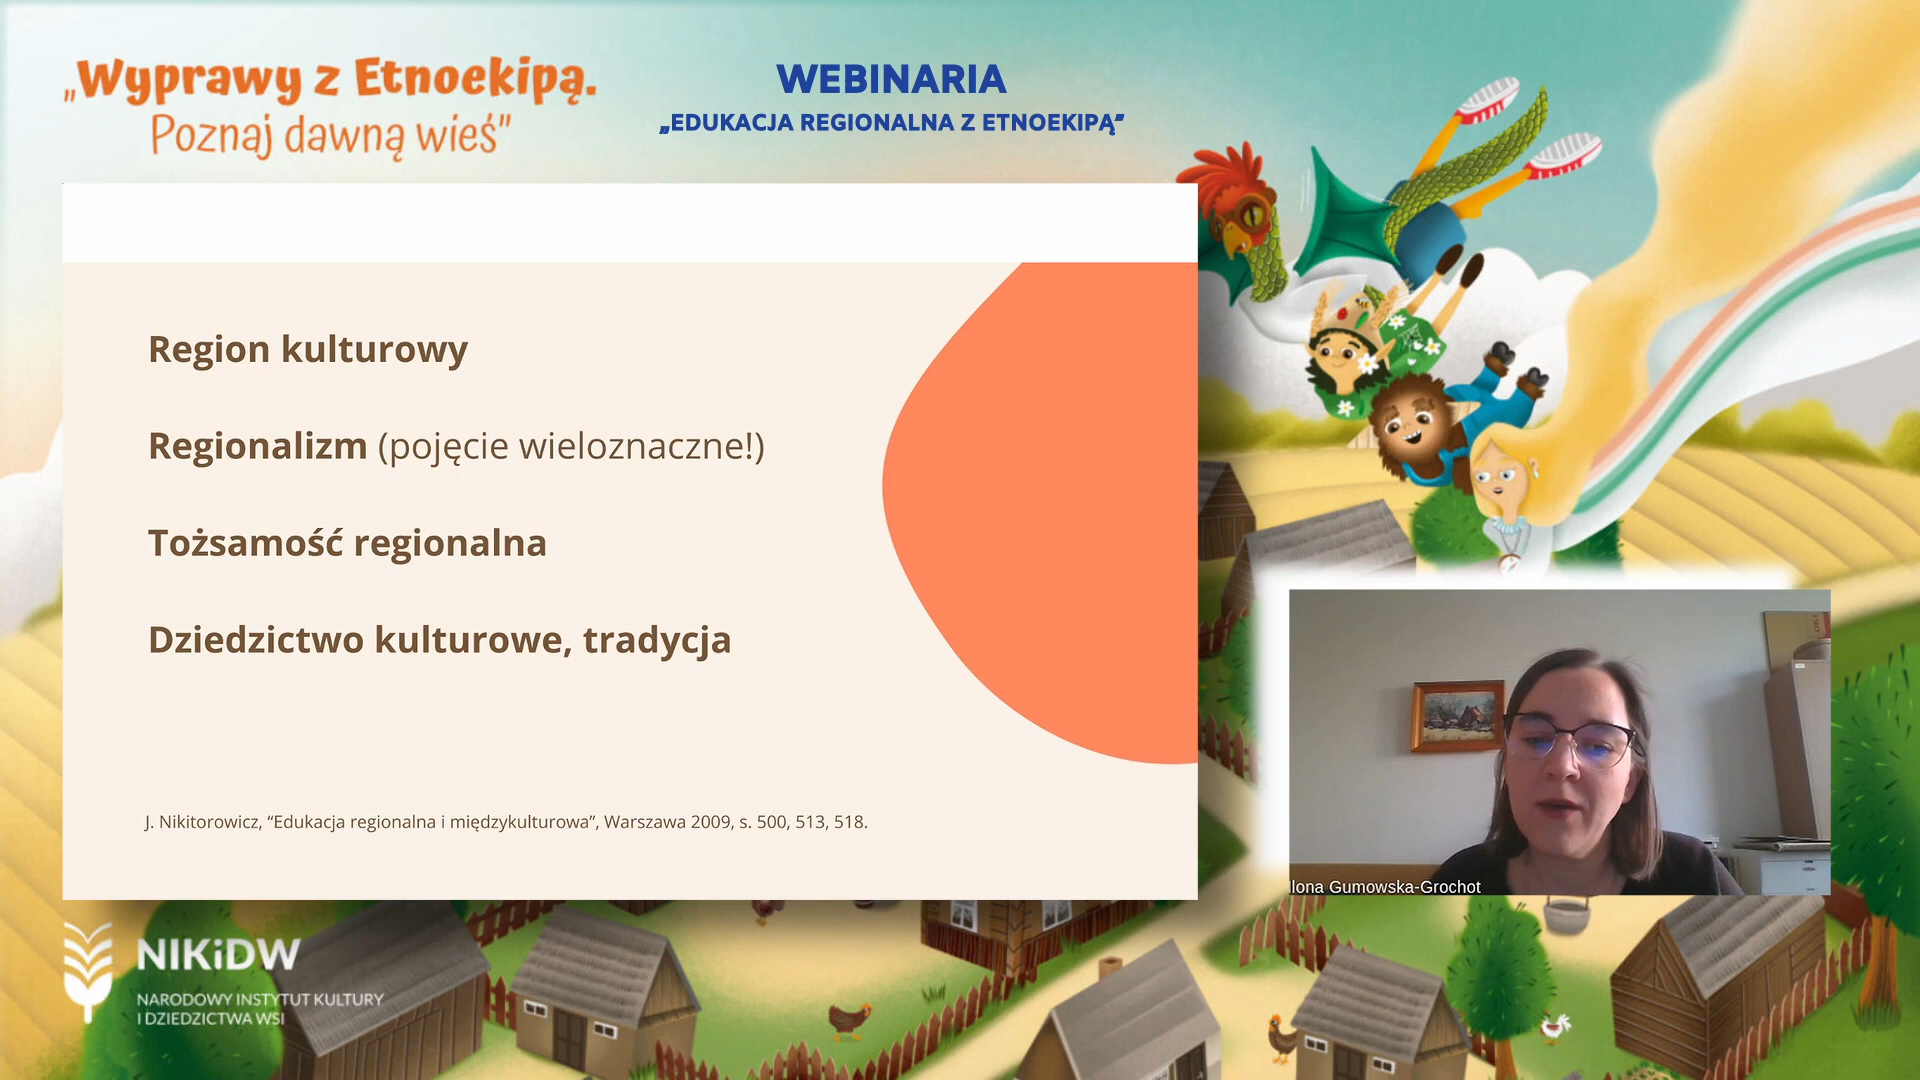 „Wyprawy z Etnoekipą.
Poznaj dawną wieś”
WEBINARIA
„EDUKACJA REGIONALNA Z ETNOEKIPĄ”
Region kulturowy
Regionalizm (pojęcie wieloznaczne!)
Tożsamość regionalna
Dziedzictwo kulturowe, tradycja
J. Nikitorowicz, “Edukacja regionalna i międzykulturowa”, Warszawa 2009, s. 500, 513, 518.
Ilona Gumowska-Grochot
NIKiDW
NARODOWY INSTYTUT KULTURY
I DZIEDZICTWA WSI